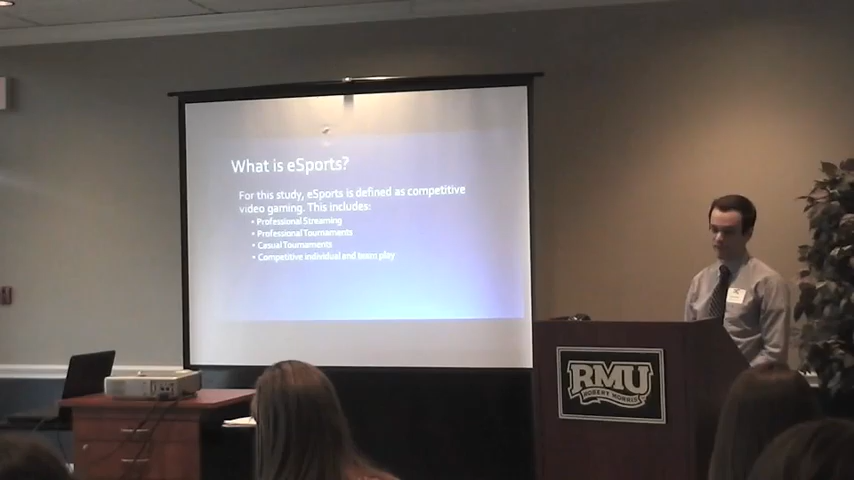 What is eSports?
For this study, eSports is defined as competitive
video gaming. This includes:
• Professional Streaming
• Professional Tournaments
• Casual Tournaments
• Competitive individual and team play
RMU
ROBERT MORRIS